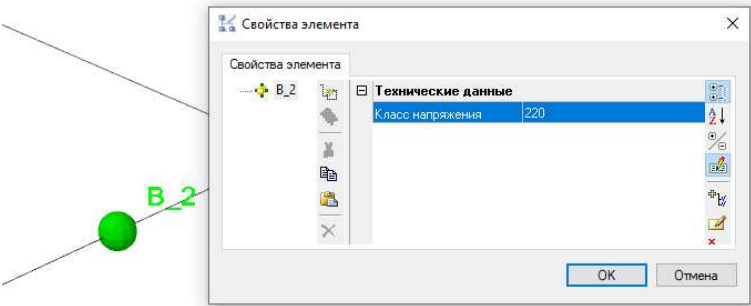 Свойства элемента
Свойства элемента
B_2
Технические данные
Класс напряжения 220
B_2
OK Отмена